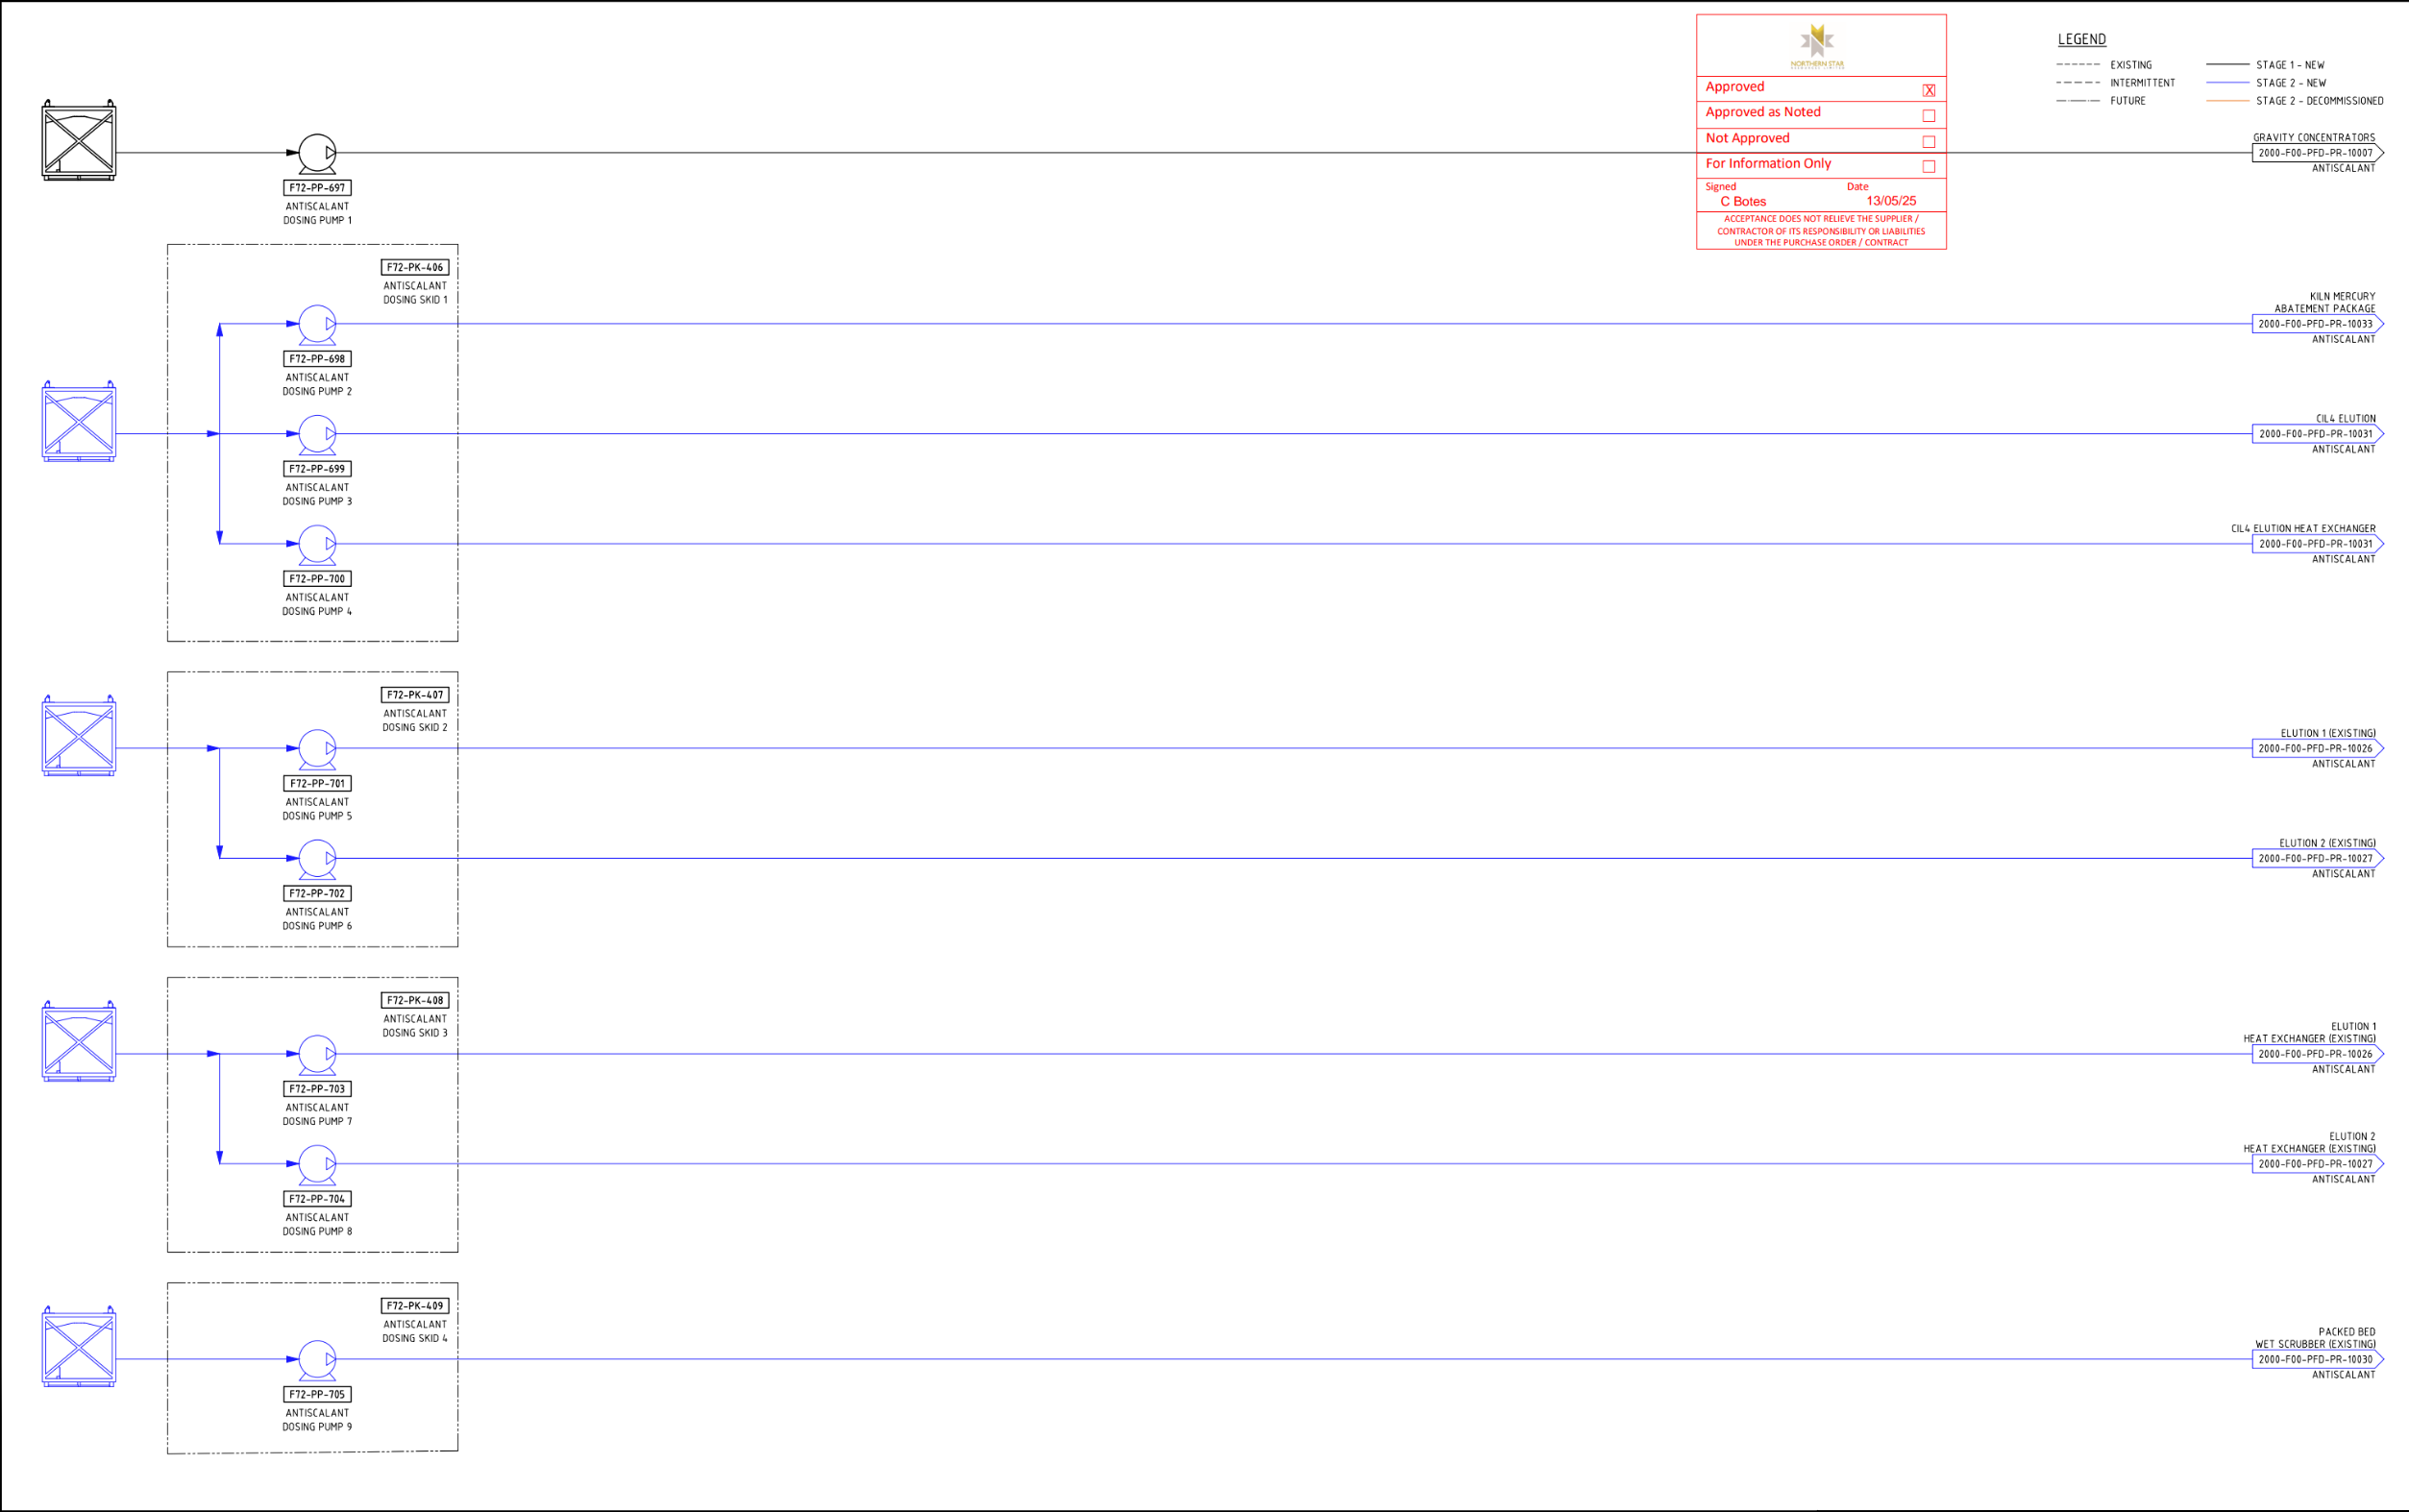 NORTHERN STAR
RESOURCES LIMITED
Approved X
Approved as Noted
Not Approved
For Information Only
Signed Date
C Botes 13/05/25
ACCEPTANCE DOES NOT RELIEVE THE SUPPLIER /
CONTRACTOR OF ITS RESPONSIBILITY OR LIABILITIES
UNDER THE PURCHASE ORDER / CONTRACT
LEGEND
EXISTING
INTERMITTENT
FUTURE
STAGE 1 - NEW
STAGE 2 - NEW
STAGE 2 - DECOMMISSIONED
F72-PP-697
ANTISCALANT
DOSING PUMP 1
GRAVITY CONCENTRATORS
2000-F00-PFD-PR-10007
ANTISCALANT
F72-PK-406
ANTISCALANT
DOSING SKID 1
F72-PP-698
ANTISCALANT
DOSING PUMP 2
KILN MERCURY
ABATEMENT PACKAGE
2000-F00-PFD-PR-10033
ANTISCALANT
F72-PP-699
ANTISCALANT
DOSING PUMP 3
CIL4 ELUTION
2000-F00-PFD-PR-10031
ANTISCALANT
F72-PP-700
ANTISCALANT
DOSING PUMP 4
CIL4 ELUTION HEAT EXCHANGER
2000-F00-PFD-PR-10031
ANTISCALANT
F72-PK-407
ANTISCALANT
DOSING SKID 2
F72-PP-701
ANTISCALANT
DOSING PUMP 5
ELUTION 1 (EXISTING)
2000-F00-PFD-PR-10026
ANTISCALANT
F72-PP-702
ANTISCALANT
DOSING PUMP 6
ELUTION 2 (EXISTING)
2000-F00-PFD-PR-10027
ANTISCALANT
F72-PK-408
ANTISCALANT
DOSING SKID 3
F72-PP-703
ANTISCALANT
DOSING PUMP 7
ELUTION 1
HEAT EXCHANGER (EXISTING)
2000-F00-PFD-PR-10026
ANTISCALANT
F72-PP-704
ANTISCALANT
DOSING PUMP 8
ELUTION 2
HEAT EXCHANGER (EXISTING)
2000-F00-PFD-PR-10027
ANTISCALANT
F72-PK-409
ANTISCALANT
DOSING SKID 4
F72-PP-705
ANTISCALANT
DOSING PUMP 9
PACKED BED
WET SCRUBBER (EXISTING)
2000-F00-PFD-PR-10030
ANTISCALANT